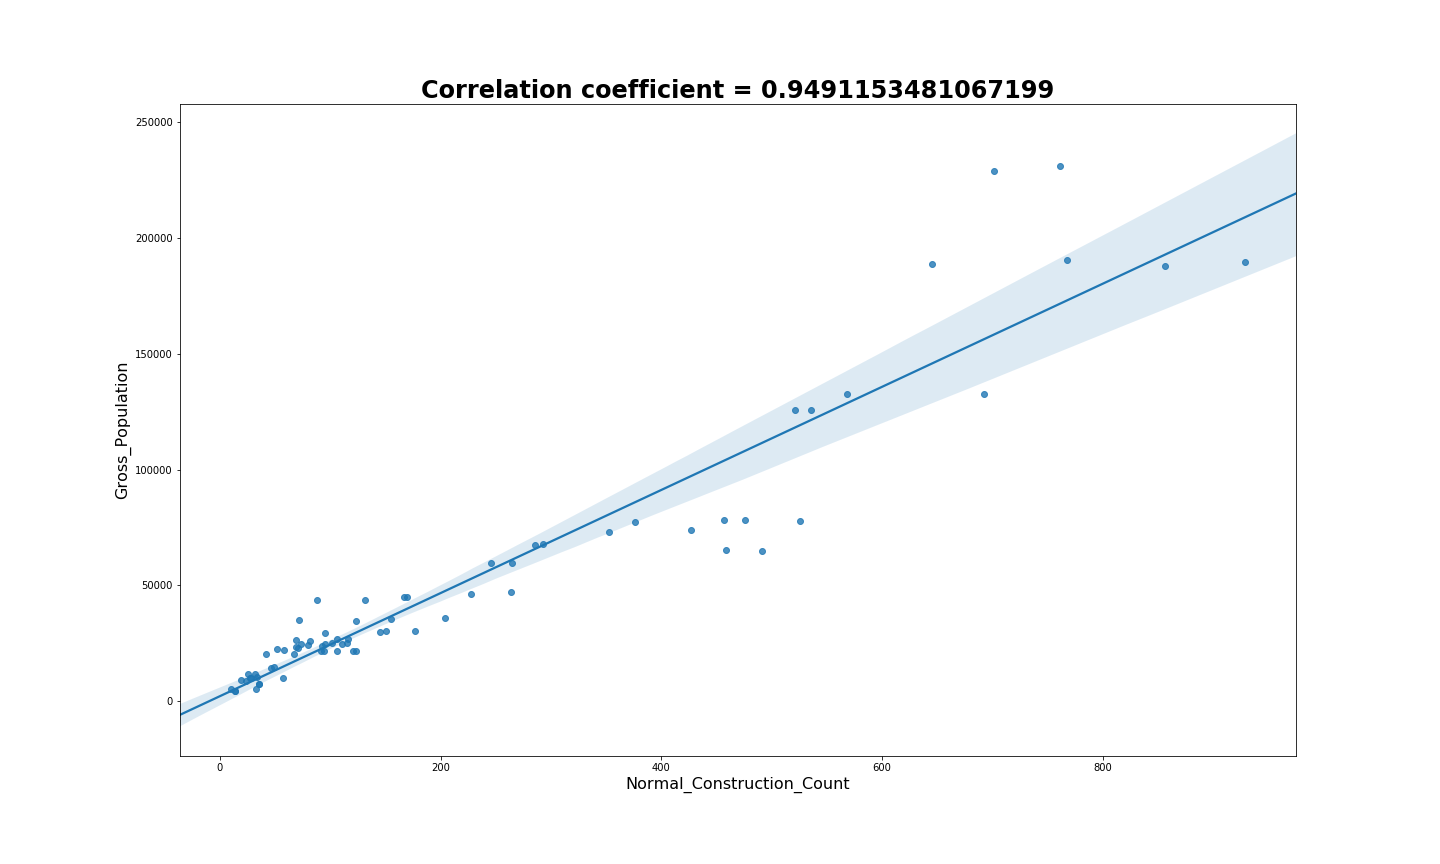 Correlation coefficient = 0.9491153481067199
250000
200000
150000
100000
50000
0
Gross_Population
0 200 400 600 800
Normal_Construction_Count